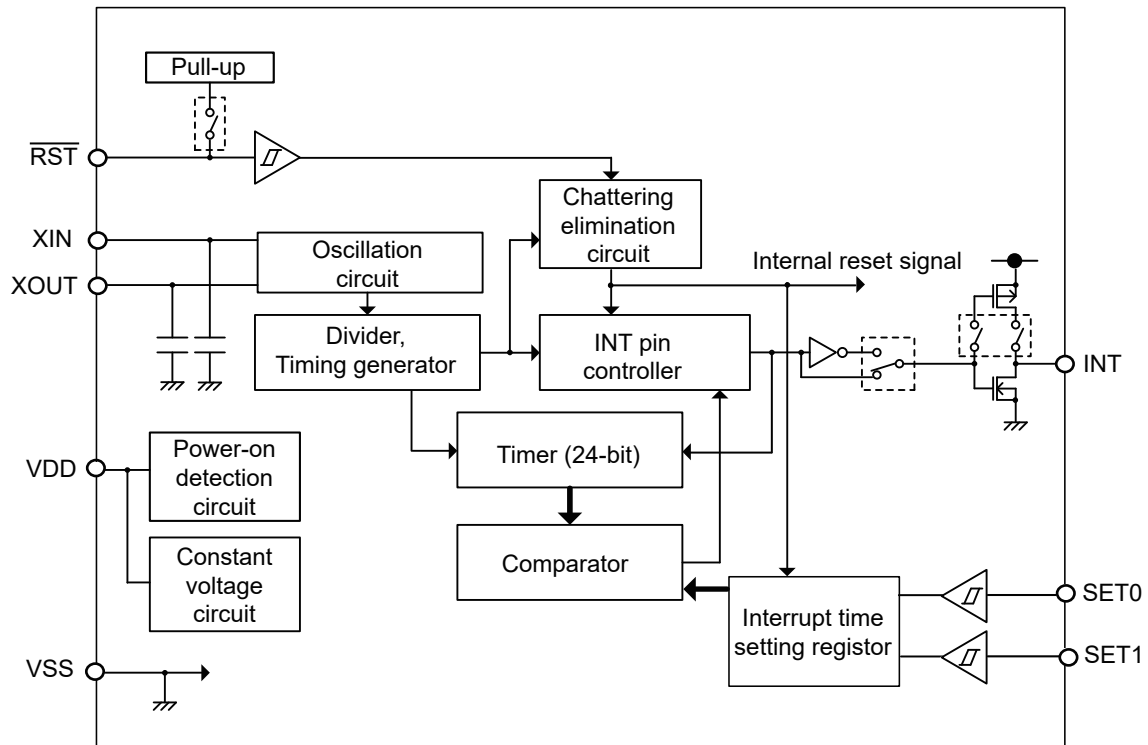 Pull-up
RST
Chattering
elimination
circuit
XIN
XOUT
Oscillation
circuit
Internal reset signal
Divider,
Timing generator
INT pin
controller
INT
VDD
Power-on
detection
circuit
Timer (24-bit)
Constant
voltage
circuit
Comparator
Interrupt time
setting registor
SET0
SET1
VSS